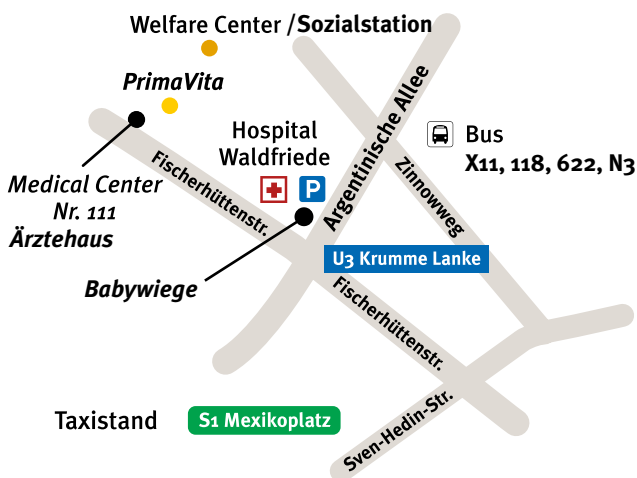 Welfare Center /Sozialstation
PrimaVita
Hospital
Waldfriede
P
Medical Center
Nr. 111
Ärztehaus
Babywiege
Fischerhüttenstr.
Argentinische Allee
Zinnowweg
Bus
X11, 118, 622, N3
U3 Krumme Lanke
Fischerhüttenstr.
Sven-Hedin-Str.
Taxistand
S1 Mexikoplatz